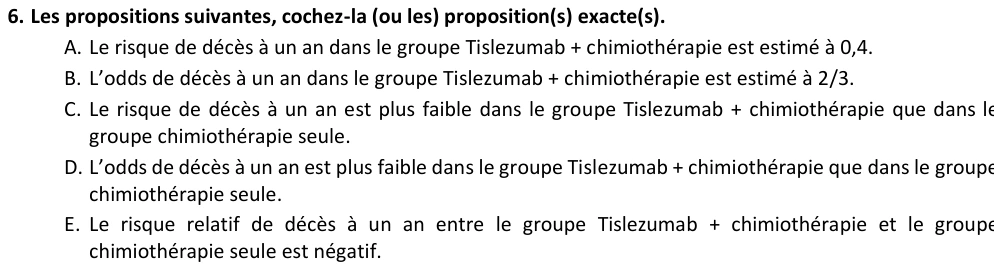 6. Les propositions suivantes, cochez-la (ou les) proposition(s) exacte(s).
A. Le risque de décès à un an dans le groupe Tislezumab + chimiothérapie est estimé à 0,4.
B. L’odds de décès à un an dans le groupe Tislezumab + chimiothérapie est estimé à 2/3.
C. Le risque de décès à un an est plus faible dans le groupe Tislezumab + chimiothérapie que dans le
groupe chimiothérapie seule.
D. L’odds de décès à un an est plus faible dans le groupe Tislezumab + chimiothérapie que dans le groupe
chimiothérapie seule.
E. Le risque relatif de décès à un an entre le groupe Tislezumab + chimiothérapie et le groupe
chimiothérapie seule est négatif.